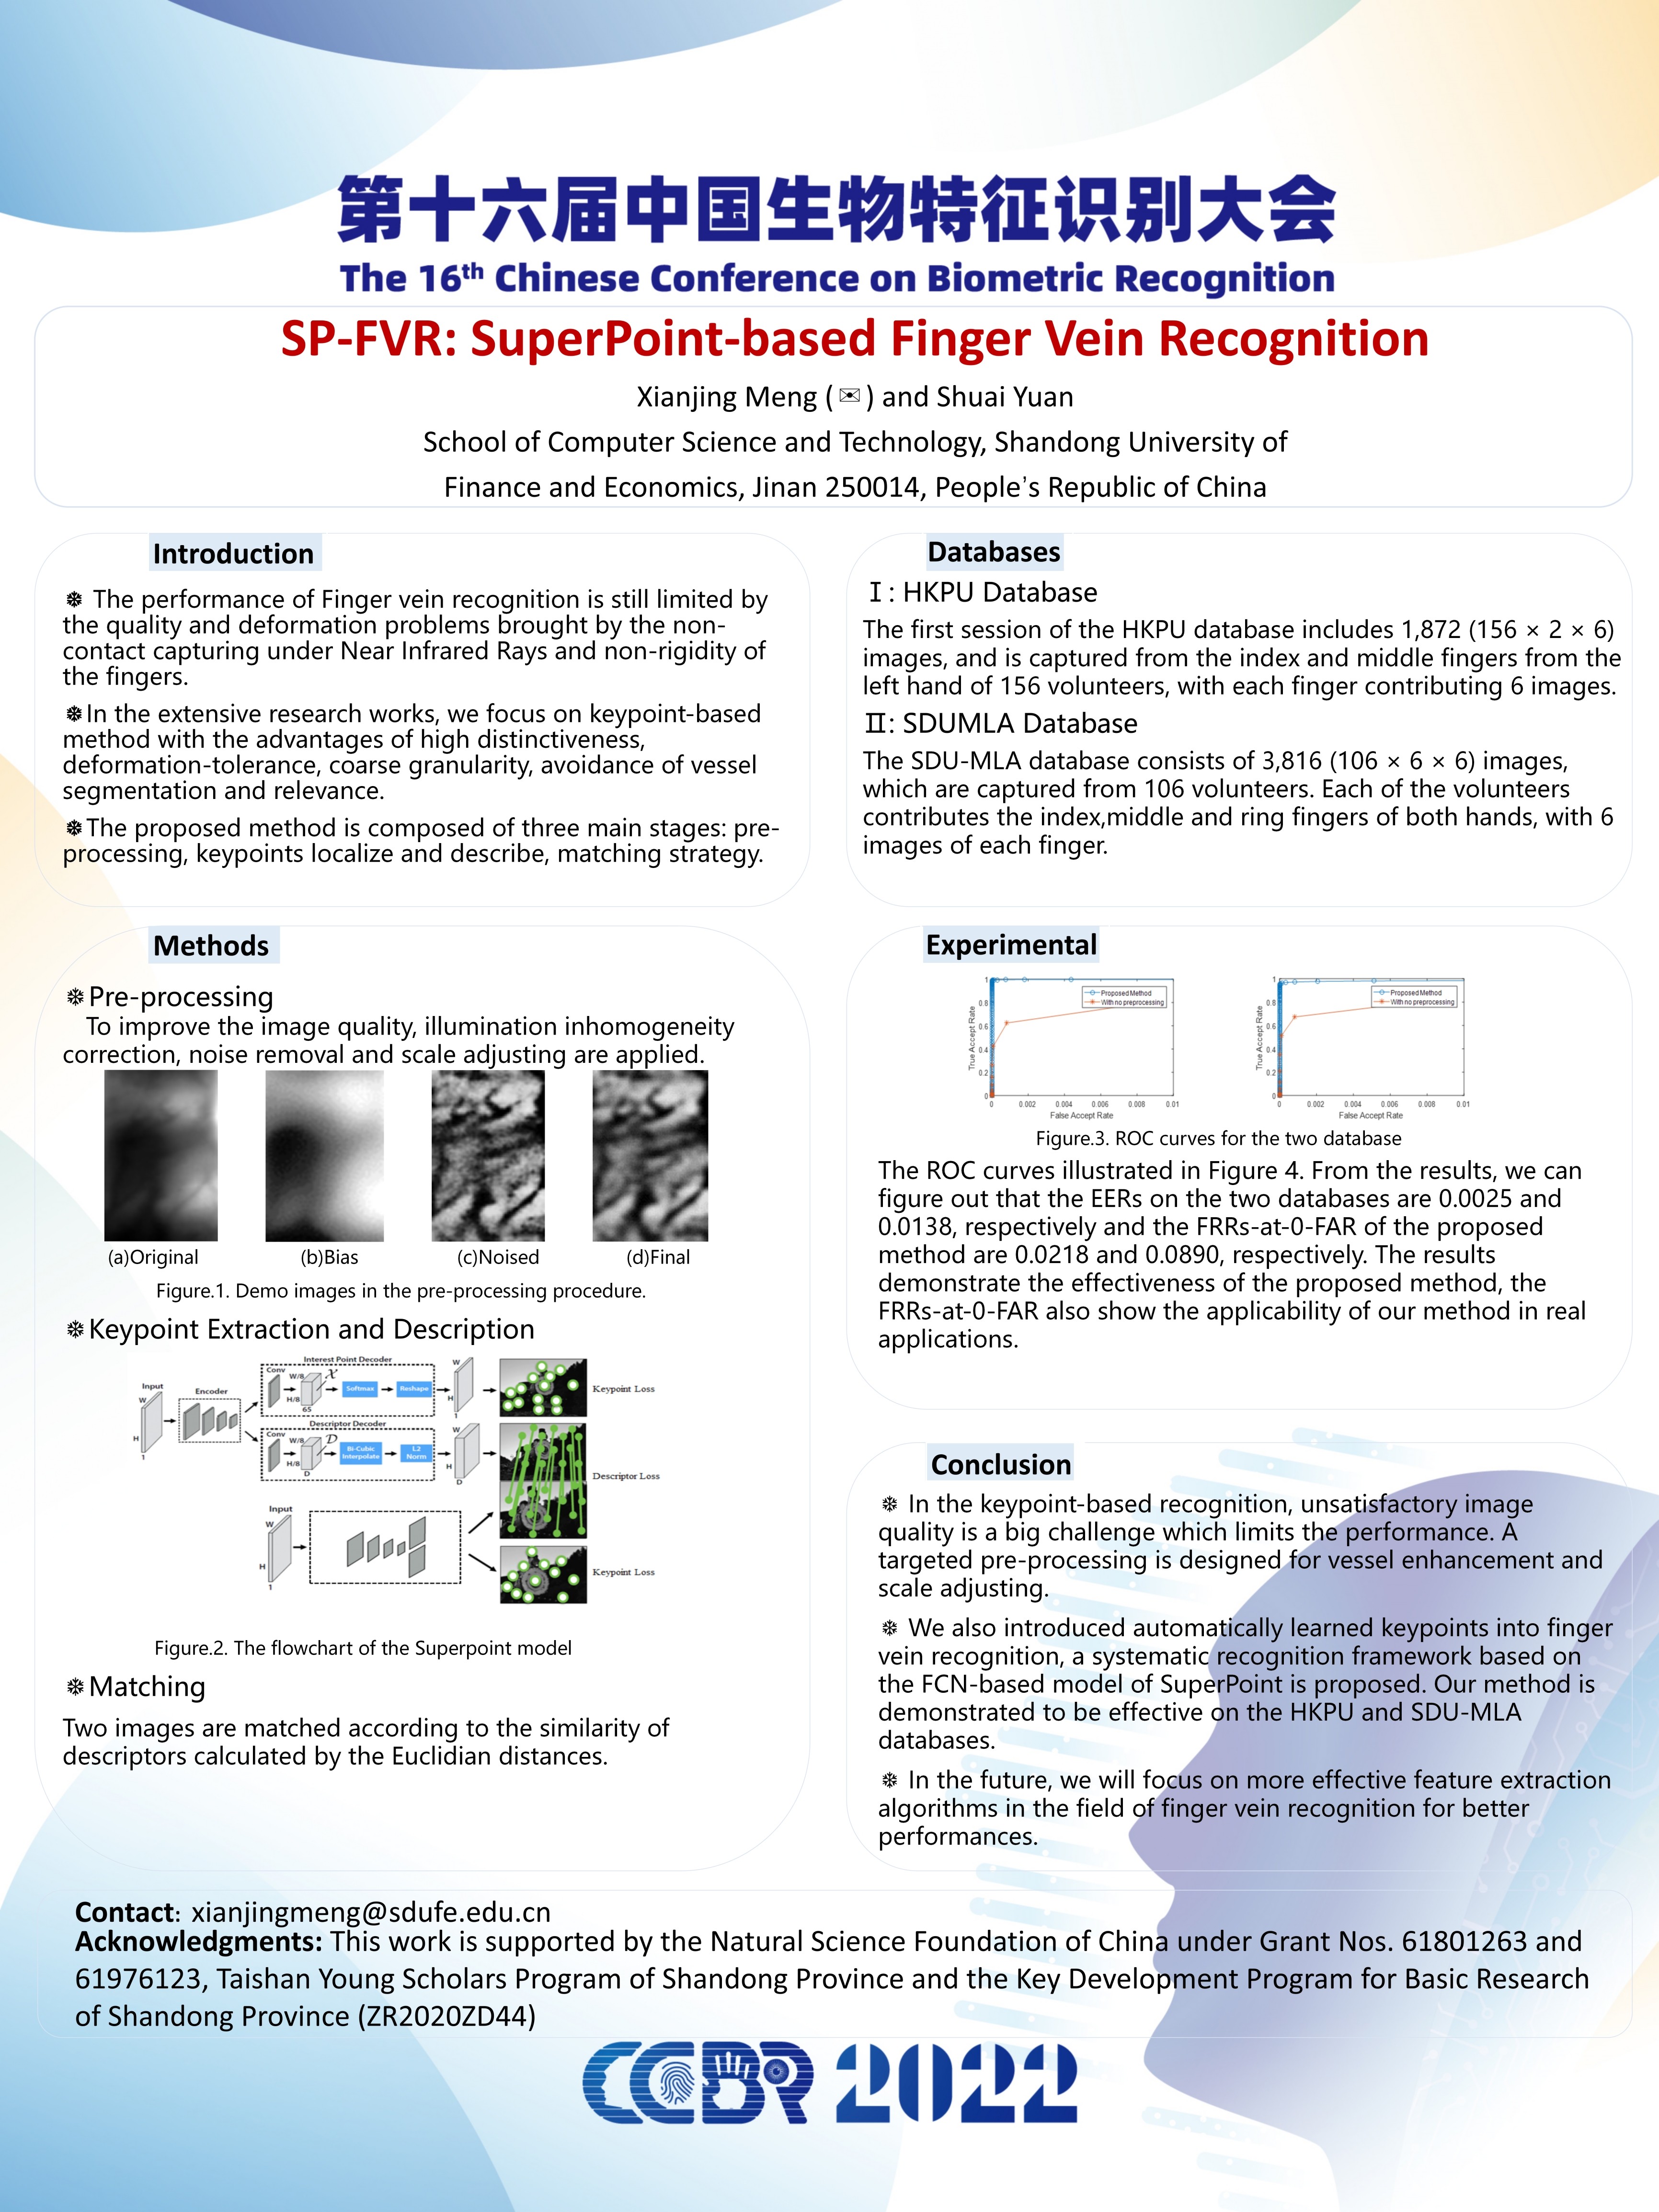 第十六届中国生物特征识别大会
The 16th Chinese Conference on Biometric Recognition
SP-FVR: SuperPoint-based Finger Vein Recognition
Xianjing Meng (✉) and Shuai Yuan
School of Computer Science and Technology, Shandong University of
Finance and Economics, Jinan 250014, People's Republic of China
Introduction
❄ The performance of Finger vein recognition is still limited by
the quality and deformation problems brought by the non-
contact capturing under Near Infrared Rays and non-rigidity of
the fingers.
❄In the extensive research works, we focus on keypoint-based
method with the advantages of high distinctiveness,
deformation-tolerance, coarse granularity, avoidance of vessel
segmentation and relevance.
❄The proposed method is composed of three main stages: pre-
processing, keypoints localize and describe, matching strategy.
Methods
❄Pre-processing
To improve the image quality, illumination inhomogeneity
correction, noise removal and scale adjusting are applied.
(a)Original (b)Bias (c)Noised (d)Final
Figure.1. Demo images in the pre-processing procedure.
❄Keypoint Extraction and Description
Interest Point Decoder
Input
W
H
1
Encoder
Conv
W/8
X
H/8
65
Softmax
Reshape
W
H
1
Keypoint Loss
Descriptor Decoder
Conv
W/8
D
H/8
D
Bi-Cubic
Interpolate
L2
Norm
W
H
D
Descriptor Loss
Input
W
H
1
Keypoint Loss
Figure.2. The flowchart of the Superpoint model
❄Matching
Two images are matched according to the similarity of
descriptors calculated by the Euclidian distances.
Databases
Ⅰ: HKPU Database
The first session of the HKPU database includes 1,872 (156 × 2 × 6)
images, and is captured from the index and middle fingers from the
left hand of 156 volunteers, with each finger contributing 6 images.
Ⅱ: SDUMLA Database
The SDU-MLA database consists of 3,816 (106 × 6 × 6) images,
which are captured from 106 volunteers. Each of the volunteers
contributes the index,middle and ring fingers of both hands, with 6
images of each finger.
Experimental
True Accept Rate
1
0.8
0.6
0.4
0.2
0
Proposed Method
With no preprocessing
0 0.002 0.004 0.006 0.008 0.01
False Accept Rate
True Accept Rate
1
0.8
0.6
0.4
0.2
0
Proposed Method
With no preprocessing
0 0.002 0.004 0.006 0.008 0.01
False Accept Rate
Figure.3. ROC curves for the two database
The ROC curves illustrated in Figure 4. From the results, we can
figure out that the EERs on the two databases are 0.0025 and
0.0138, respectively and the FRRs-at-0-FAR of the proposed
method are 0.0218 and 0.0890, respectively. The results
demonstrate the effectiveness of the proposed method, the
FRRs-at-0-FAR also show the applicability of our method in real
applications.
Conclusion
❄ In the keypoint-based recognition, unsatisfactory image
quality is a big challenge which limits the performance. A
targeted pre-processing is designed for vessel enhancement and
scale adjusting.
❄ We also introduced automatically learned keypoints into finger
vein recognition, a systematic recognition framework based on
the FCN-based model of SuperPoint is proposed. Our method is
demonstrated to be effective on the HKPU and SDU-MLA
databases.
❄ In the future, we will focus on more effective feature extraction
algorithms in the field of finger vein recognition for better
performances.
Contact: xianjingmeng@sdufe.edu.cn
Acknowledgments: This work is supported by the Natural Science Foundation of China under Grant Nos. 61801263 and
61976123, Taishan Young Scholars Program of Shandong Province and the Key Development Program for Basic Research
of Shandong Province (ZR2020ZD44)
CCBR 2022